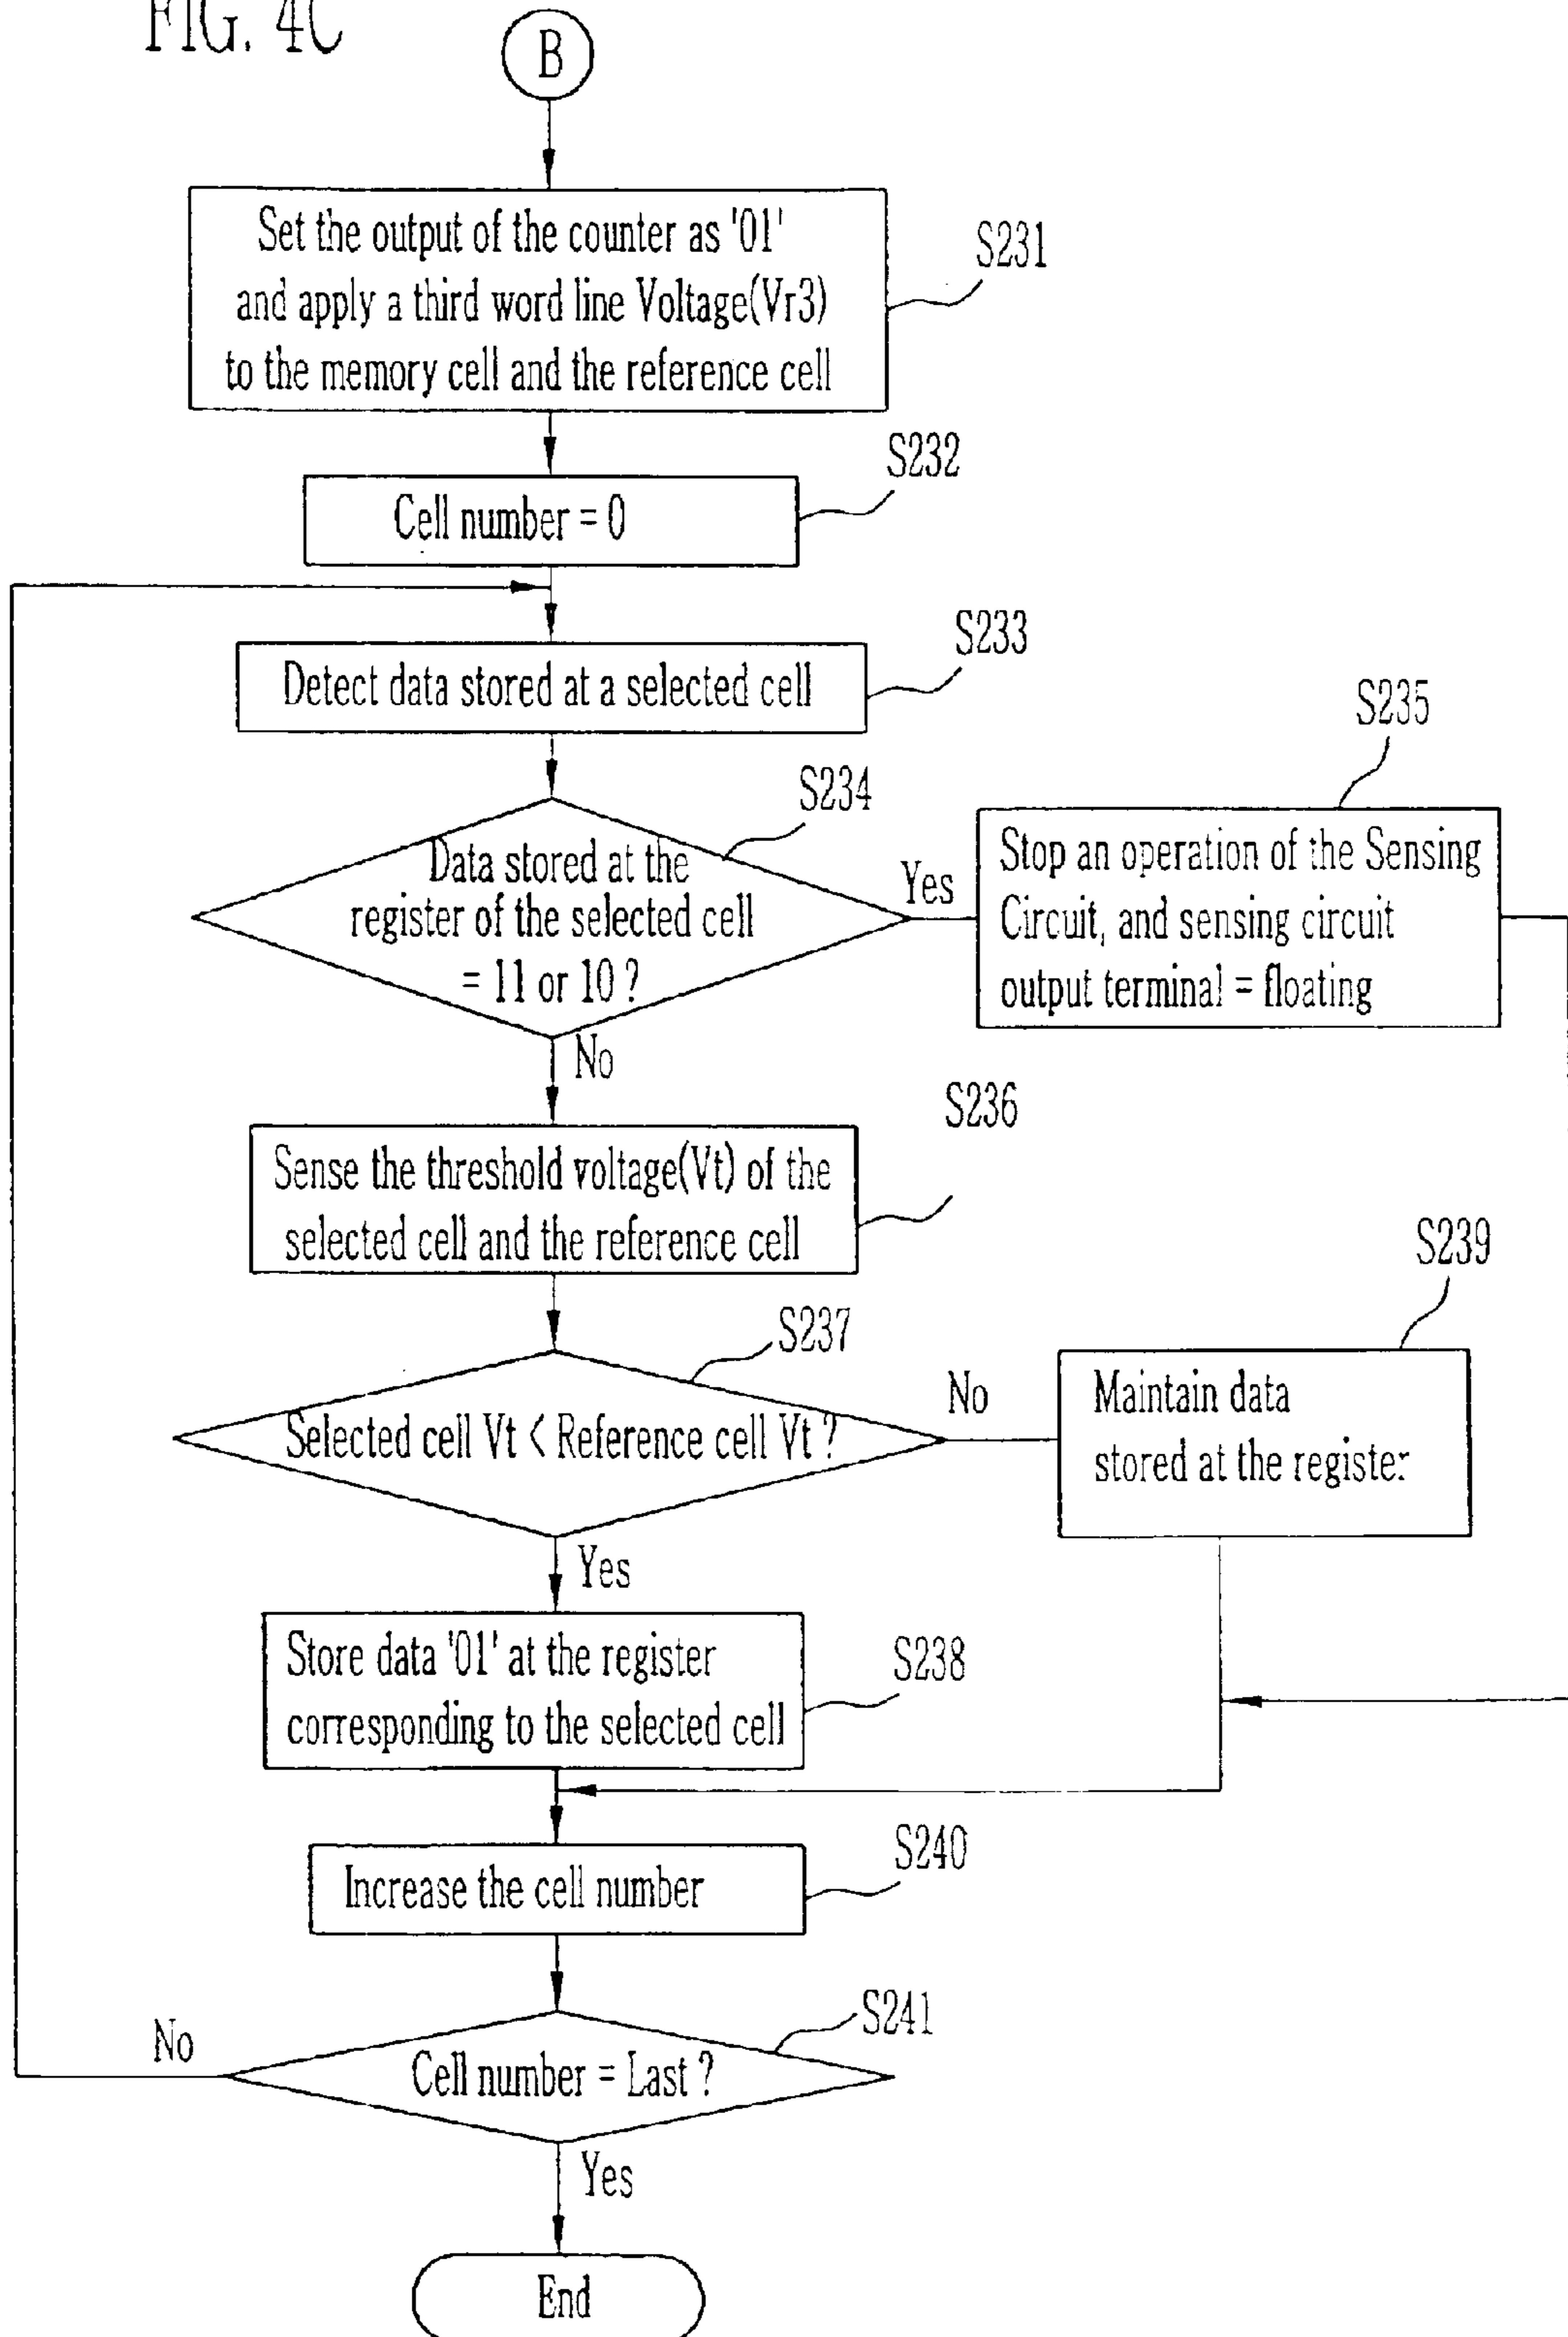 FIG. 4C
B
Set the output of the counter as '01'
and apply a third word line Voltage(Vr3)
to the memory cell and the reference cell
S231
S232
Cell number = 0
S233
Detect data stored at a selected cell
S234
Data stored at the
register of the selected cell
= 11 or 10 ?
Yes
S235
Stop an operation of the Sensing
Circuit, and sensing circuit
output terminal = floating
No
S236
Sense the threshold voltage(Vt) of the
selected cell and the reference cell
S237
Selected cell Vt < Reference cell Vt ?
No
S239
Maintain data
stored at the register
Yes
Store data '01' at the register
corresponding to the selected cell
S238
S240
Increase the cell number
S241
Cell number = Last ?
No
Yes
End